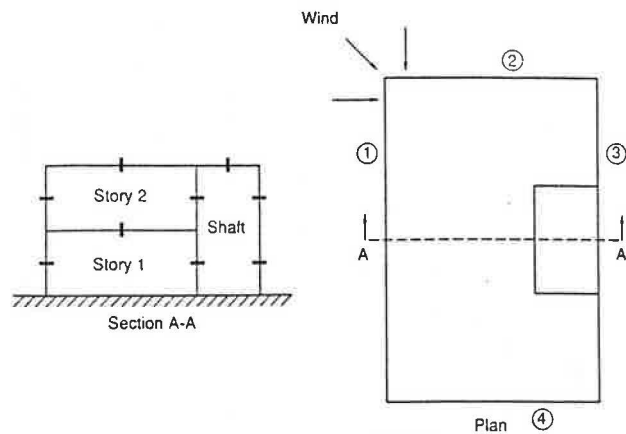 Wind
②
①
③
Story 2
Shaft
Story 1
A
A
Section A-A
Plan
④